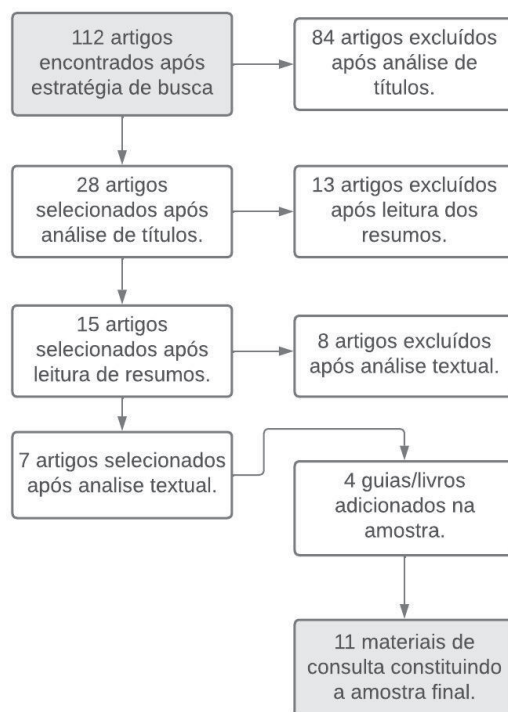 112 artigos
encontrados após
estratégia de busca
84 artigos excluídos
após análise de
títulos.
28 artigos
selecionados após
análise de títulos.
13 artigos excluídos
após leitura dos
resumos.
15 artigos
selecionados após
leitura de resumos.
8 artigos excluídos
após análise textual.
7 artigos selecionados
após analise textual.
4 guias/livros
adicionados na
amostra.
11 materiais de
consulta constituindo
a amostra final.